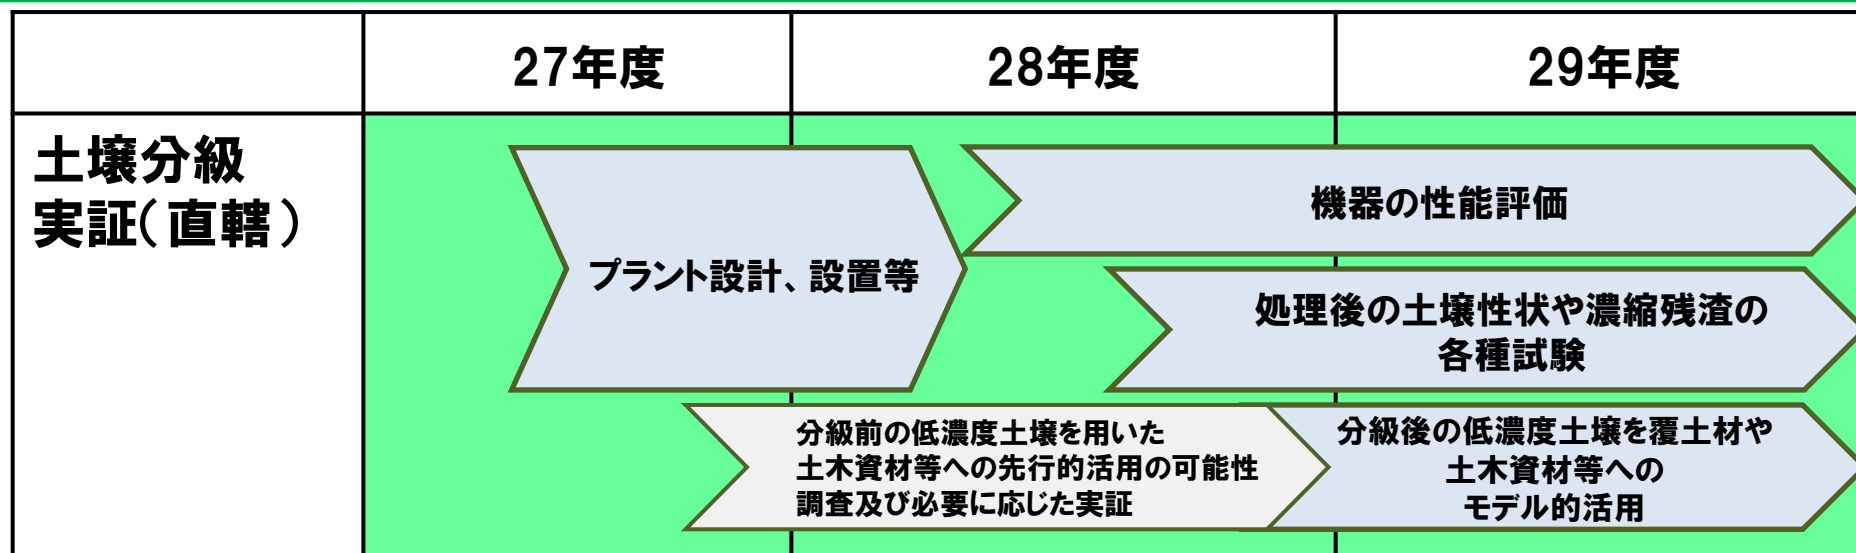 27年度
28年度
29年度
土壌分級
実証(直轄)
プラント設計、設置等
機器の性能評価
処理後の土壌性状や濃縮残渣の
各種試験
分級前の低濃度土壌を用いた
土木資材等への先行的活用の可能性
調査及び必要に応じた実証
分級後の低濃度土壌を覆土材や
土木資材等への
モデル的活用